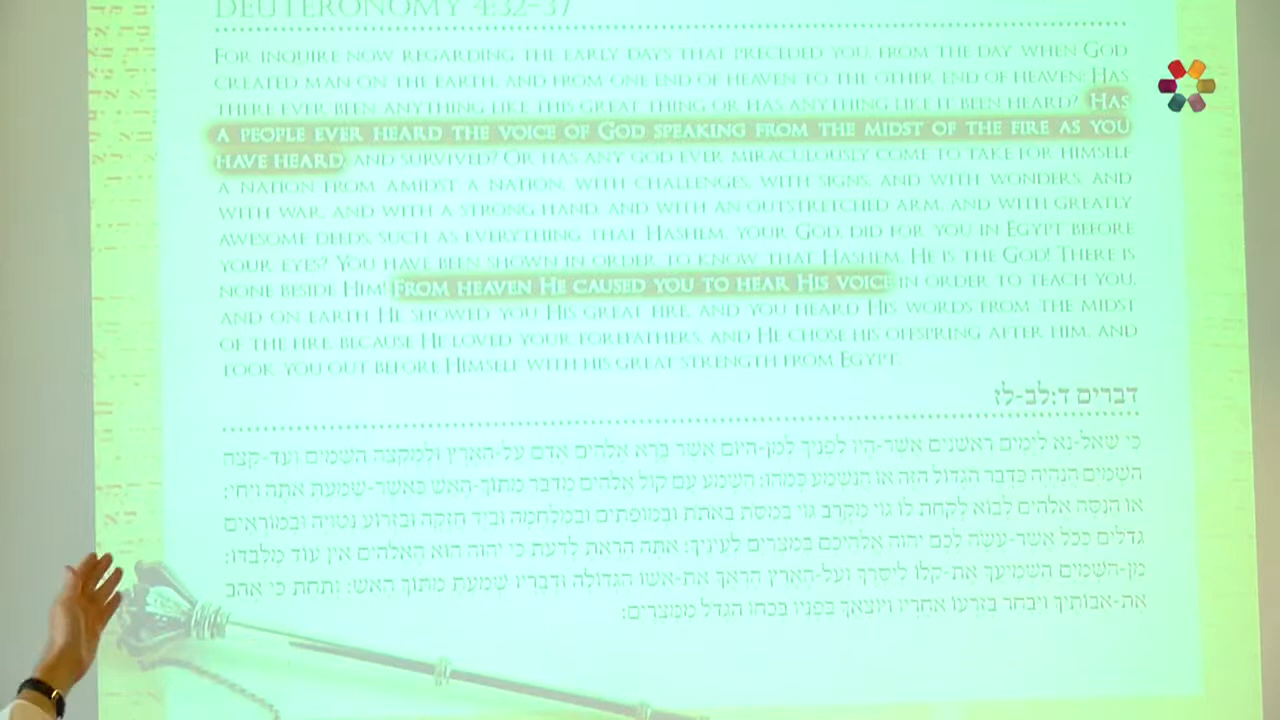 DEUTERONOMY 4:32-37
FOR INQUIRE NOW REGARDING THE EARLY DAYS THAT PRECEDED YOU, FROM THE DAY WHEN GOD
CREATED MAN ON THE EARTH, AND FROM ONE END OF HEAVEN TO THE OTHER END OF HEAVEN: HAS
THERE EVER BEEN ANYTHING LIKE THIS GREAT THING OR HAS ANYTHING LIKE IT BEEN HEARD? HAS
A PEOPLE EVER HEARD THE VOICE OF GOD SPEAKING FROM THE MIDST OF THE FIRE AS YOU
HAVE HEARD, AND SURVIVED? OR HAS ANY GOD EVER MIRACULOUSLY COME TO TAKE FOR HIMSELF
A NATION FROM AMIDST A NATION, WITH CHALLENGES, WITH SIGNS, AND WITH WONDERS, AND
WITH WAR, AND WITH A STRONG HAND, AND WITH AN OUTSTRETCHED ARM, AND WITH GREATLY
AWESOME DEEDS, SUCH AS EVERYTHING THAT HASHEM, YOUR GOD, DID FOR YOU IN EGYPT BEFORE
YOUR EYES? YOU HAVE BEEN SHOWN IN ORDER TO KNOW THAT HASHEM, HE IS THE GOD! THERE IS
NONE BESIDE HIM! FROM HEAVEN HE CAUSED YOU TO HEAR HIS VOICE IN ORDER TO TEACH YOU,
AND ON EARTH HE SHOWED YOU HIS GREAT FIRE, AND YOU HEARD HIS WORDS FROM THE MIDST
OF THE FIRE, BECAUSE HE LOVED YOUR FOREFATHERS, AND HE CHOSE HIS OFFSPRING AFTER HIM, AND
TOOK YOU OUT BEFORE HIMSELF WITH HIS GREAT STRENGTH FROM EGYPT.
דברים ד:לב-לז
כי שאל-נא לימים ראשנים אשר-היו לפניך למן-היום אשר ברא אלהים אדם על-הארץ ולמקצה השמים ועד-קצה
השמים הנהיה כדבר הגדול הזה או הנשמע כמהו: השמע עם קול אלהים מדבר מתוך-האש כאשר-שמעת אתה ויחי:
או הנסה אלהים לבוא לקחת לו גוי מקרב גוי במסת באתת ובמופתים ובמלחמה וביד חזקה ובזרוע נטויה ובמוראים
גדלים ככל אשר-עשה לכם יהוה אלהיכם במצרים לעיניך: אתה הראת לדעת כי יהוה הוא האלהים אין עוד מלבדו:
מן-השמים השמיעך את-קלו ליסרך ועל-הארץ הראך את-אשו הגדולה ודבריו שמעת מתוך האש: ותחת כי אהב
את-אבותיך ויבחר בזרעו אחריו ויוצאך בפניו בכחו הגדל ממצרים: